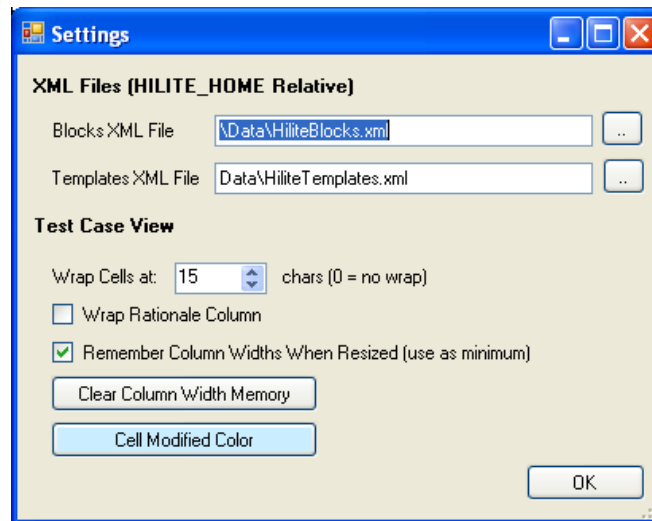 Settings
XML Files (HILITE_HOME Relative)
Blocks XML File \Data\HiliteBlocks.xml ..
Templates XML File Data\HiliteTemplates.xml ..
Test Case View
Wrap Cells at: 15 chars (0 = no wrap)
Wrap Rationale Column
Remember Column Widths When Resized (use as minimum)
Clear Column Width Memory
Cell Modified Color
OK